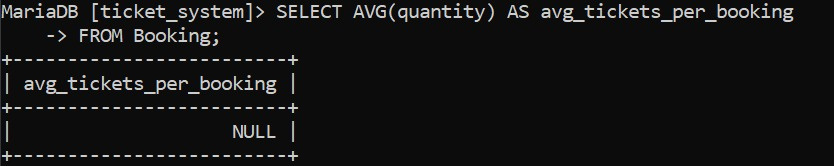 MariaDB [ticket_system]> SELECT AVG(quantity) AS avg_tickets_per_booking
    -> FROM Booking;
+-------------------------+
| avg_tickets_per_booking |
+-------------------------+
|                    NULL |
+-------------------------+